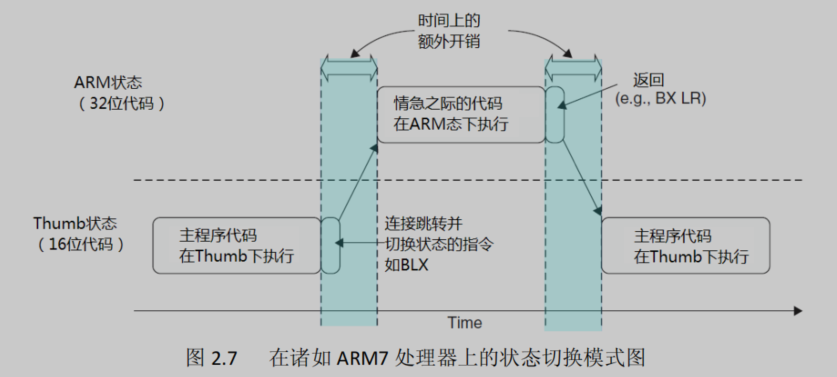 时间上的
额外开销
ARM状态
（32位代码）
情急之际的代码
在ARM态下执行
返回
(e.g., BX LR)
Thumb状态
（16位代码）
主程序代码
在Thumb下执行
连接跳转并
切换状态的指令
如BLX
主程序代码
在Thumb下执行
Time
图 2.7 在诸如 ARM7 处理器上的状态切换模式图